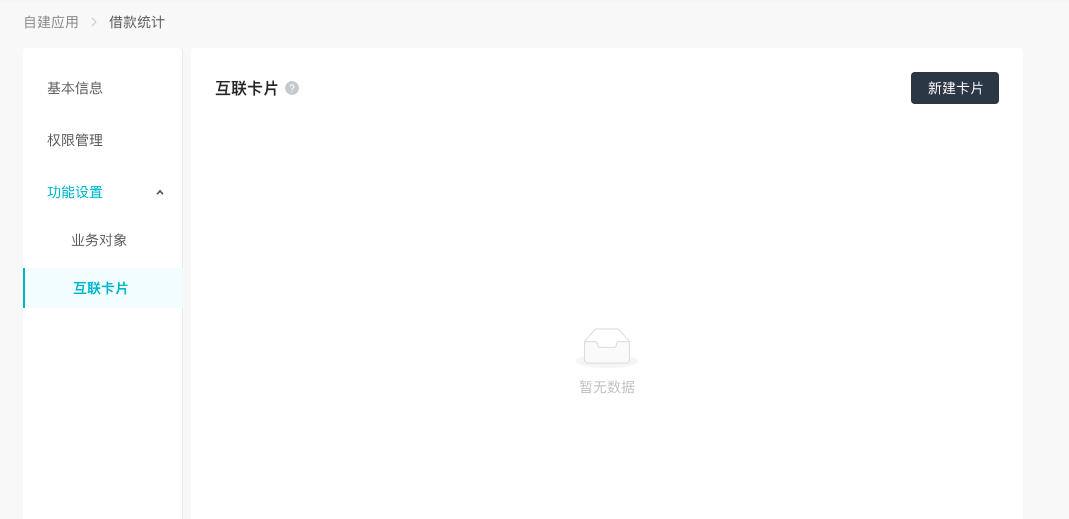 自建应用 > 借款统计
基本信息
权限管理
功能设置
业务对象
互联卡片
互联卡片 ?
新建卡片
暂无数据